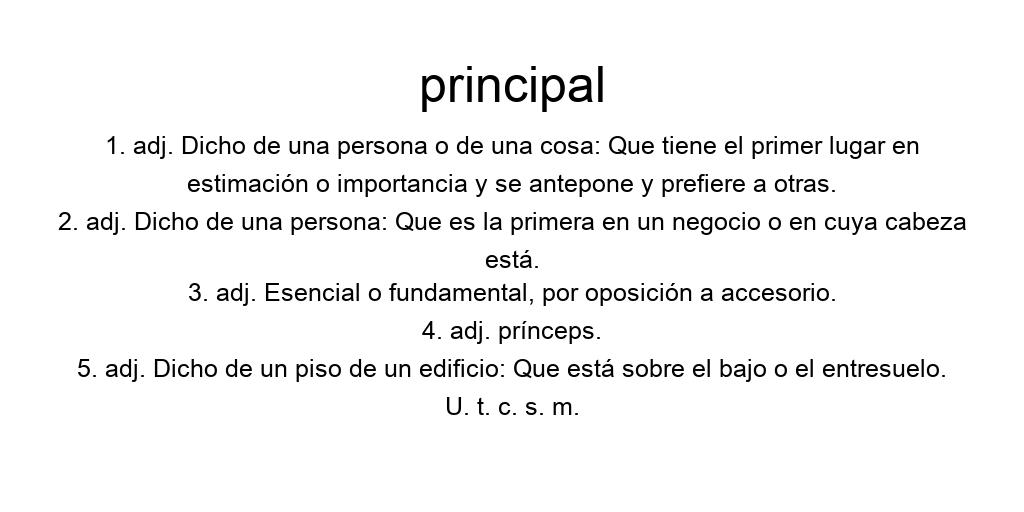 principal
1. adj. Dicho de una persona o de una cosa: Que tiene el primer lugar en
estimación o importancia y se antepone y prefiere a otras.
2. adj. Dicho de una persona: Que es la primera en un negocio o en cuya cabeza
está.
3. adj. Esencial o fundamental, por oposición a accesorio.
4. adj. prínceps.
5. adj. Dicho de un piso de un edificio: Que está sobre el bajo o el entresuelo.
U. t. c. s. m.